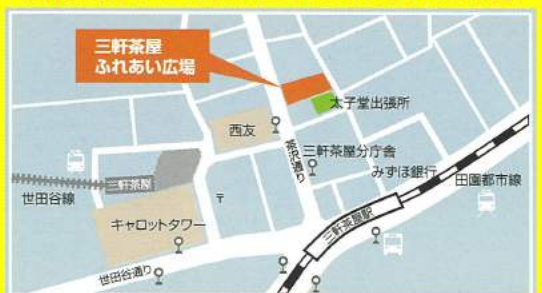 三軒茶屋
ふれあい広場
太子堂出張所
西友
茶沢通り
三軒茶屋分庁舎
みずほ銀行
田園都市線
三軒茶屋
世田谷線
〒
キャロットタワー
三軒茶屋駅
世田谷通り